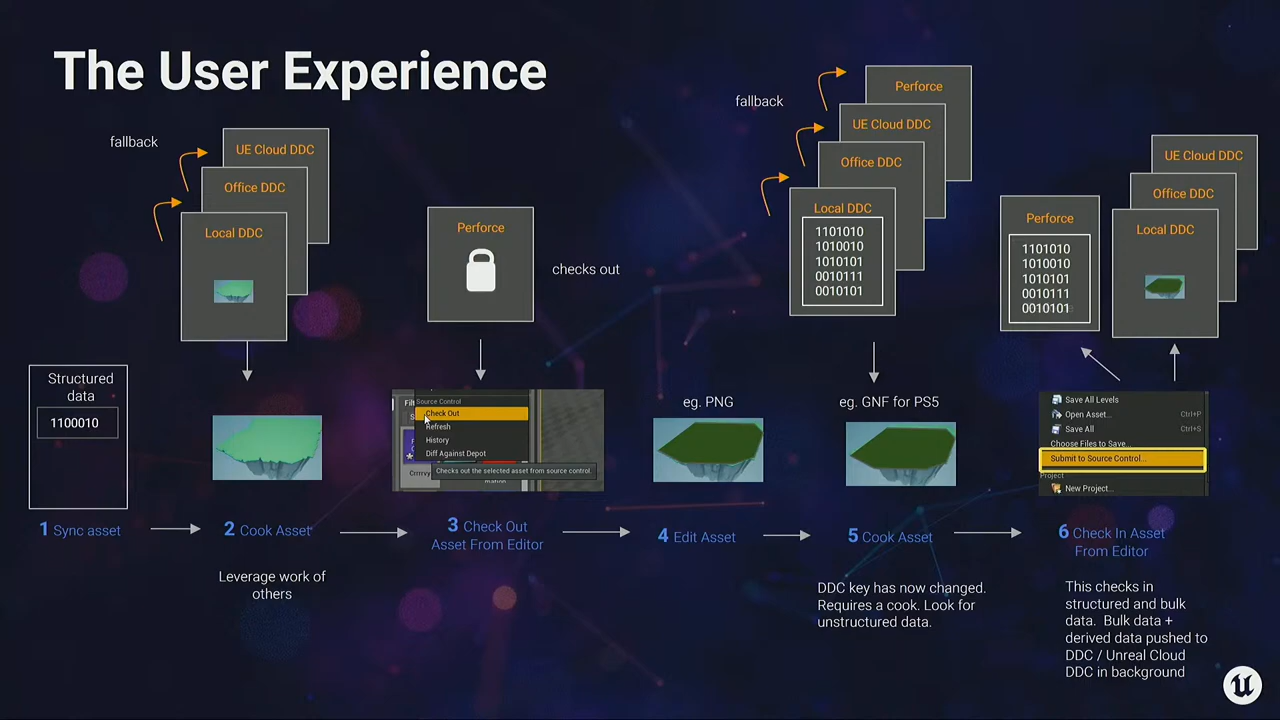 The User Experience
fallback
UE Cloud DDC
Office DDC
Local DDC
Perforce
checks out
fallback
Perforce
UE Cloud DDC
Office DDC
Local DDC
1101010
1010010
1010101
0010111
0010101
Perforce
1101010
1010010
1010101
0010111
0010101
UE Cloud DDC
Office DDC
Local DDC
Structured
data
1100010
Source Control
Check Out
Refresh
History
Diff Against Depot
Checks out the selected asset from source control.
eg. PNG
eg. GNF for PS5
Save All Levels
Open Asset... Ctrl+P
Save All Ctrl+S
Choose Files to Save...
Submit to Source Control...
Project
New Project...
1 Sync asset
2 Cook Asset
3 Check Out
Asset From Editor
4 Edit Asset
5 Cook Asset
6 Check In Asset
From Editor
Leverage work of
others
DDC key has now changed.
Requires a cook. Look for
unstructured data.
This checks in
structured and bulk
data. Bulk data +
derived data pushed to
DDC / Unreal Cloud
DDC in background